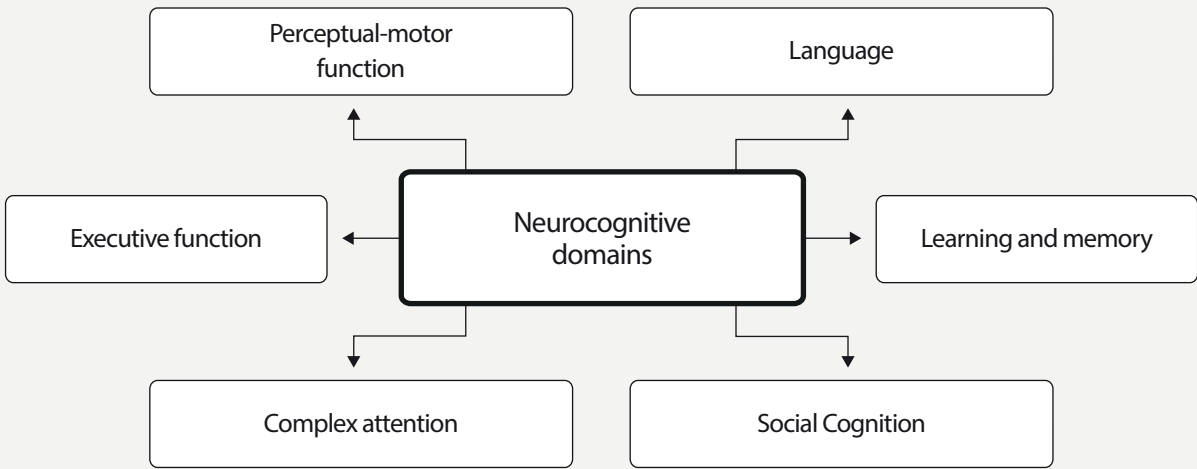 Perceptual-motor
function
Language
Executive function
Neurocognitive
domains
Learning and memory
Complex attention
Social Cognition